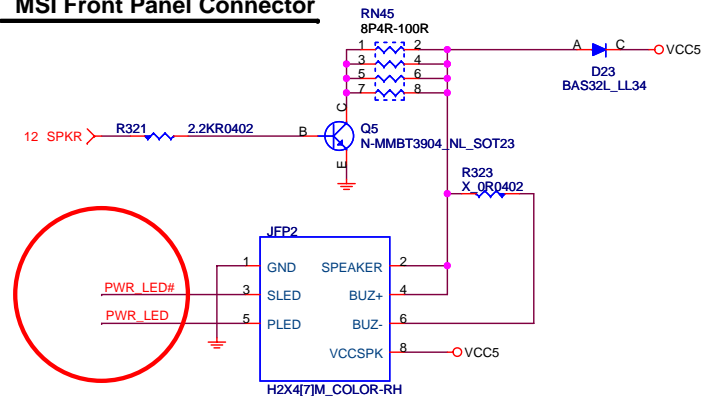 MSI Front Panel Connector
RN45
8P4R-100R
1 2
3 4
5 6
7 8
A C
VCC5
D23
BAS32L_LL34
C
12 SPKR
R321
2.2KR0402
B
Q5
N-MMBT3904_NL_SOT23
E
R323
X_0R0402
JFP2
1 GND SPEAKER 2
PWR_LED# 3 SLED BUZ+ 4
PWR_LED 5 PLED BUZ- 6
VCCSPK 8 VCC5
H2X4[7]M_COLOR-RH